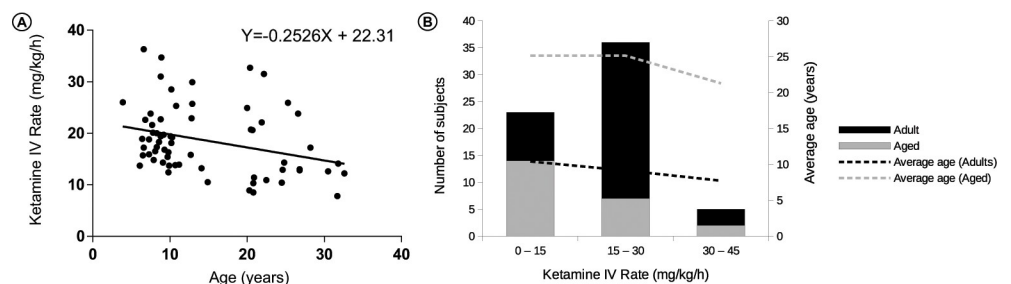 A
Y=-0.2526X + 22.31
Ketamine IV Rate (mg/kg/h)
40
30
20
10
0
0 10 20 30 40
Age (years)
B
Number of subjects
40
35
30
25
20
15
10
5
0
0 – 15 15 – 30 30 – 45
Ketamine IV Rate (mg/kg/h)
30
25
20
15
10
5
0
Average age (years)
Adult
Aged
Average age (Adults)
Average age (Aged)